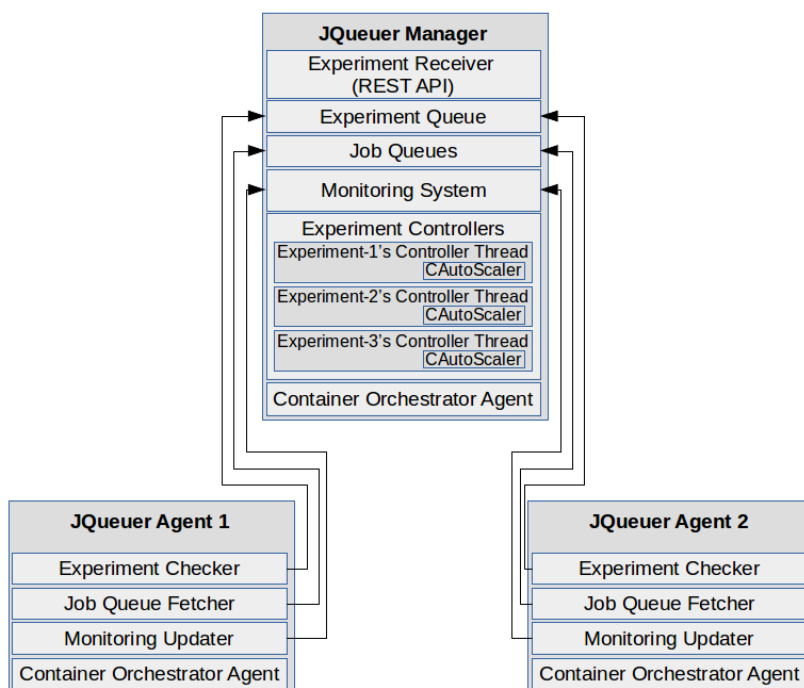 JQueuer Manager
Experiment Receiver
(REST API)
Experiment Queue
Job Queues
Monitoring System
Experiment Controllers
Experiment-1's Controller Thread
CAutoScaler
Experiment-2's Controller Thread
CAutoScaler
Experiment-3's Controller Thread
CAutoScaler
Container Orchestrator Agent
JQueuer Agent 1
Experiment Checker
Job Queue Fetcher
Monitoring Updater
Container Orchestrator Agent
JQueuer Agent 2
Experiment Checker
Job Queue Fetcher
Monitoring Updater
Container Orchestrator Agent